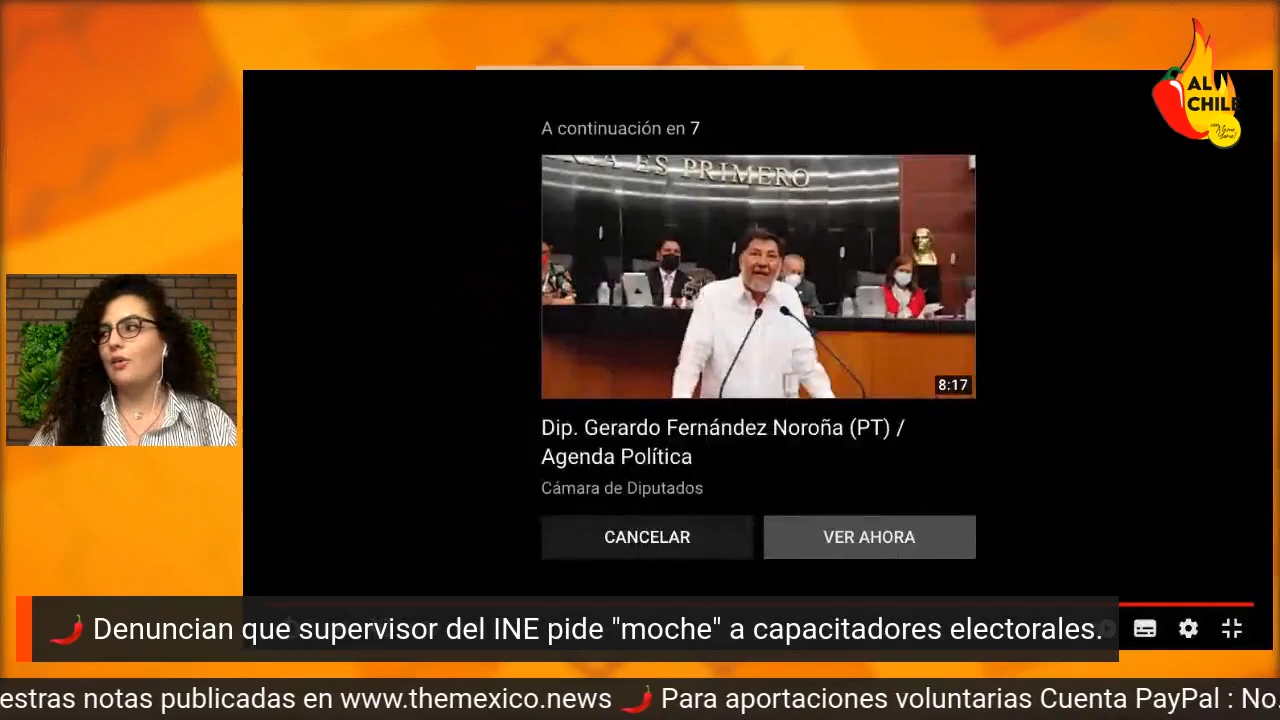 AL
CHILE
A continuación en 7
ES PRIMERO
8:17
Dip. Gerardo Fernández Noroña (PT) /
Agenda Política
Cámara de Diputados
CANCELAR
VER AHORA
Denuncian que supervisor del INE pide "moche" a capacitadores electorales.
estras notas publicadas en www.themexico.news 🌶️ Para aportaciones voluntarias Cuenta PayPal : No.